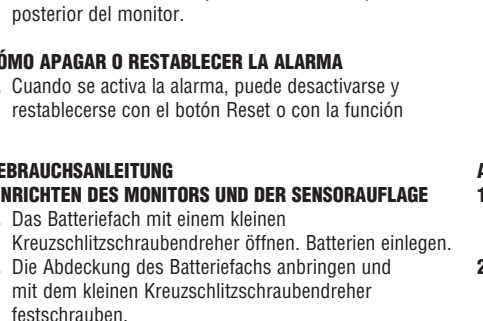 posterior del monitor.
ÓMO APAGAR O RESTABLECER LA ALARMA
Cuando se activa la alarma, puede desactivarse y
restablecerse con el botón Reset o con la función
EBRAUCHSANLEITUNG
NRICHTEN DES MONITORS UND DER SENSORAUFLAGE
Das Batteriefach mit einem kleinen
Kreuzschlitzschraubendreher öffnen. Batterien einlegen.
Die Abdeckung des Batteriefachs anbringen und
mit dem kleinen Kreuzschlitzschraubendreher
festschrauben.
A
1
2